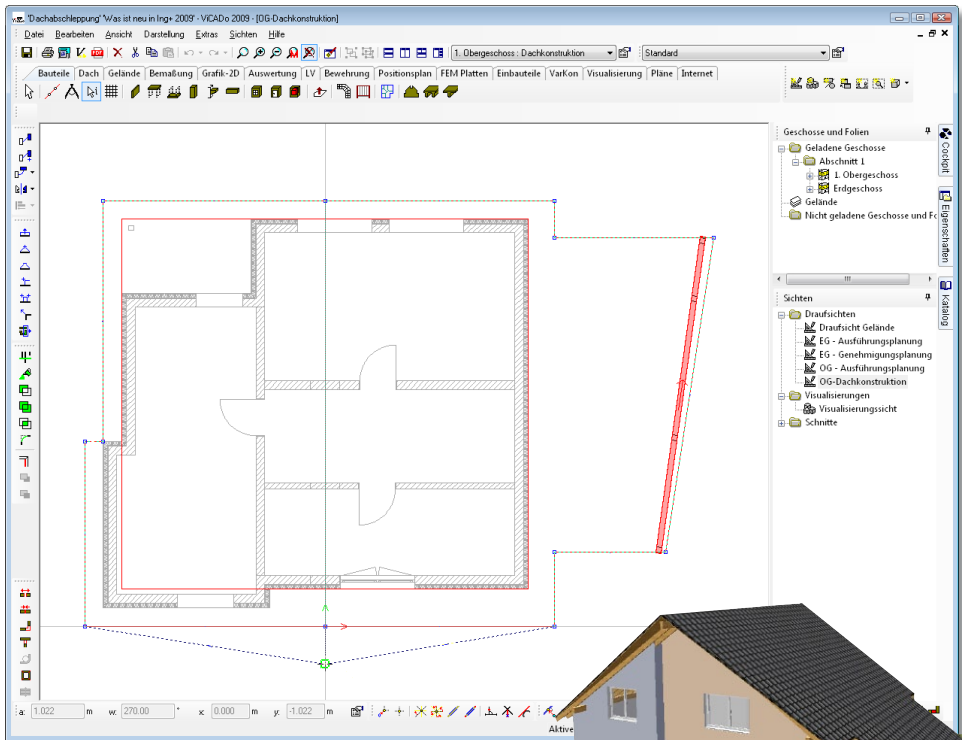 'Dachabschleppung' 'Was ist neu in Ing+ 2009' - ViCADo 2009 - [OG-Dachkonstruktion]
Datei Bearbeiten Ansicht Darstellung Extras Sichten Hilfe
1. Obergeschoss : Dachkonstruktion Standard
Bauteile Dach Gelände Bemaßung Grafik-2D Auswertung LV Bewehrung Positionsplan FEM Platten Einbauteile VarKon Visualisierung Pläne Internet
Geschosse und Folien
Geladene Geschosse
Abschnitt 1
1. Obergeschoss
Erdgeschoss
Gelände
Nicht geladene Geschosse und Fo
Cockpit
Eigenschaften
Katalog
Sichten
Draufsichten
Draufsicht Gelände
EG - Ausführungsplanung
EG - Genehmigungsplanung
OG - Ausführungsplanung
OG-Dachkonstruktion
Visualisierungen
Visualisierungssicht
Schnitte
a: 1.022 m w: 270.00 ° x: 0.000 m y: -1.022 m
Aktive